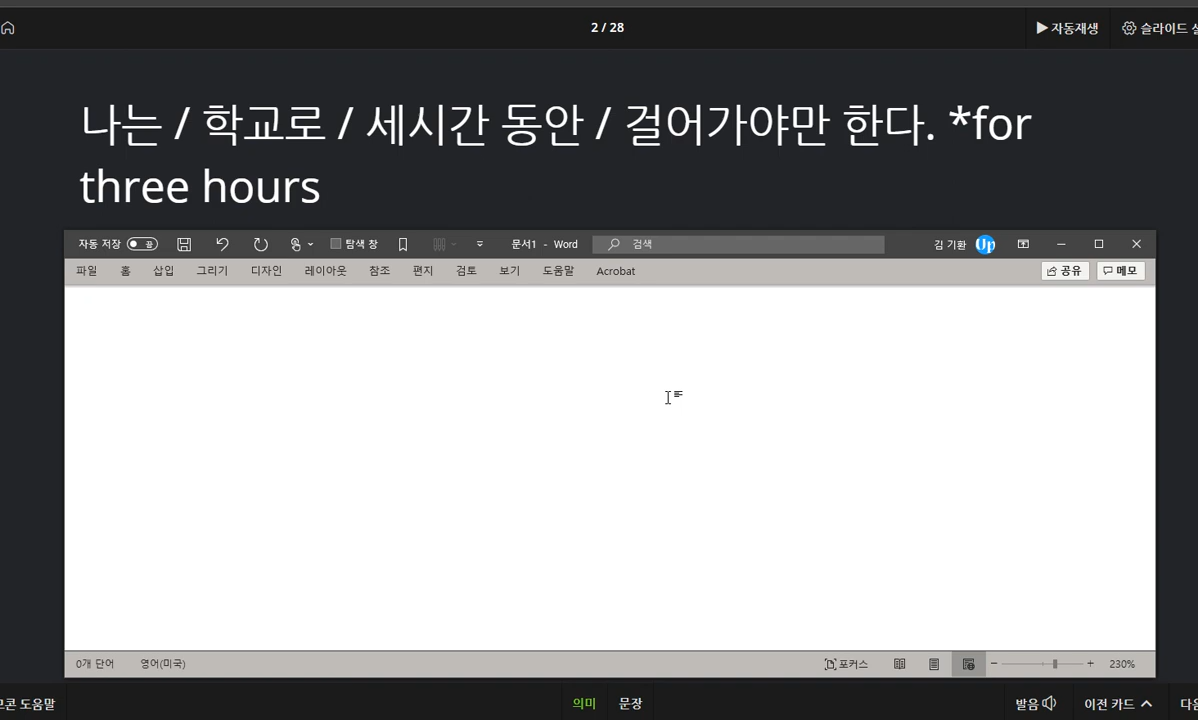 2 / 28
자동재생
슬라이드
나는 / 학교로 / 세시간 동안 / 걸어가야만 한다. *for
three hours
자동 저장 끔
탐색 창
문서1 - Word
검색
김 기환
Up
파일 홈 삽입 그리기 디자인 레이아웃 참조 편지 검토 보기 도움말 Acrobat
공유 메모
0개 단어 영어(미국)
포커스
230%
도움말
의미 문장
발음 이전 카드